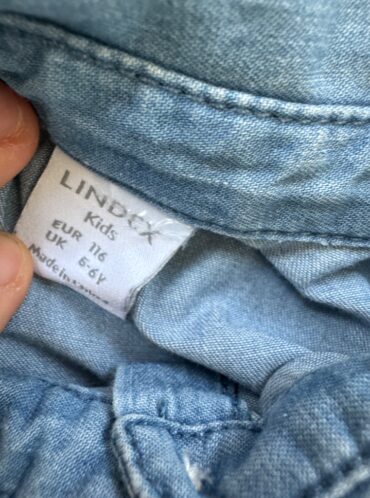 LINDEX
Kids
EUR 116
UK 5-6Y
Made in